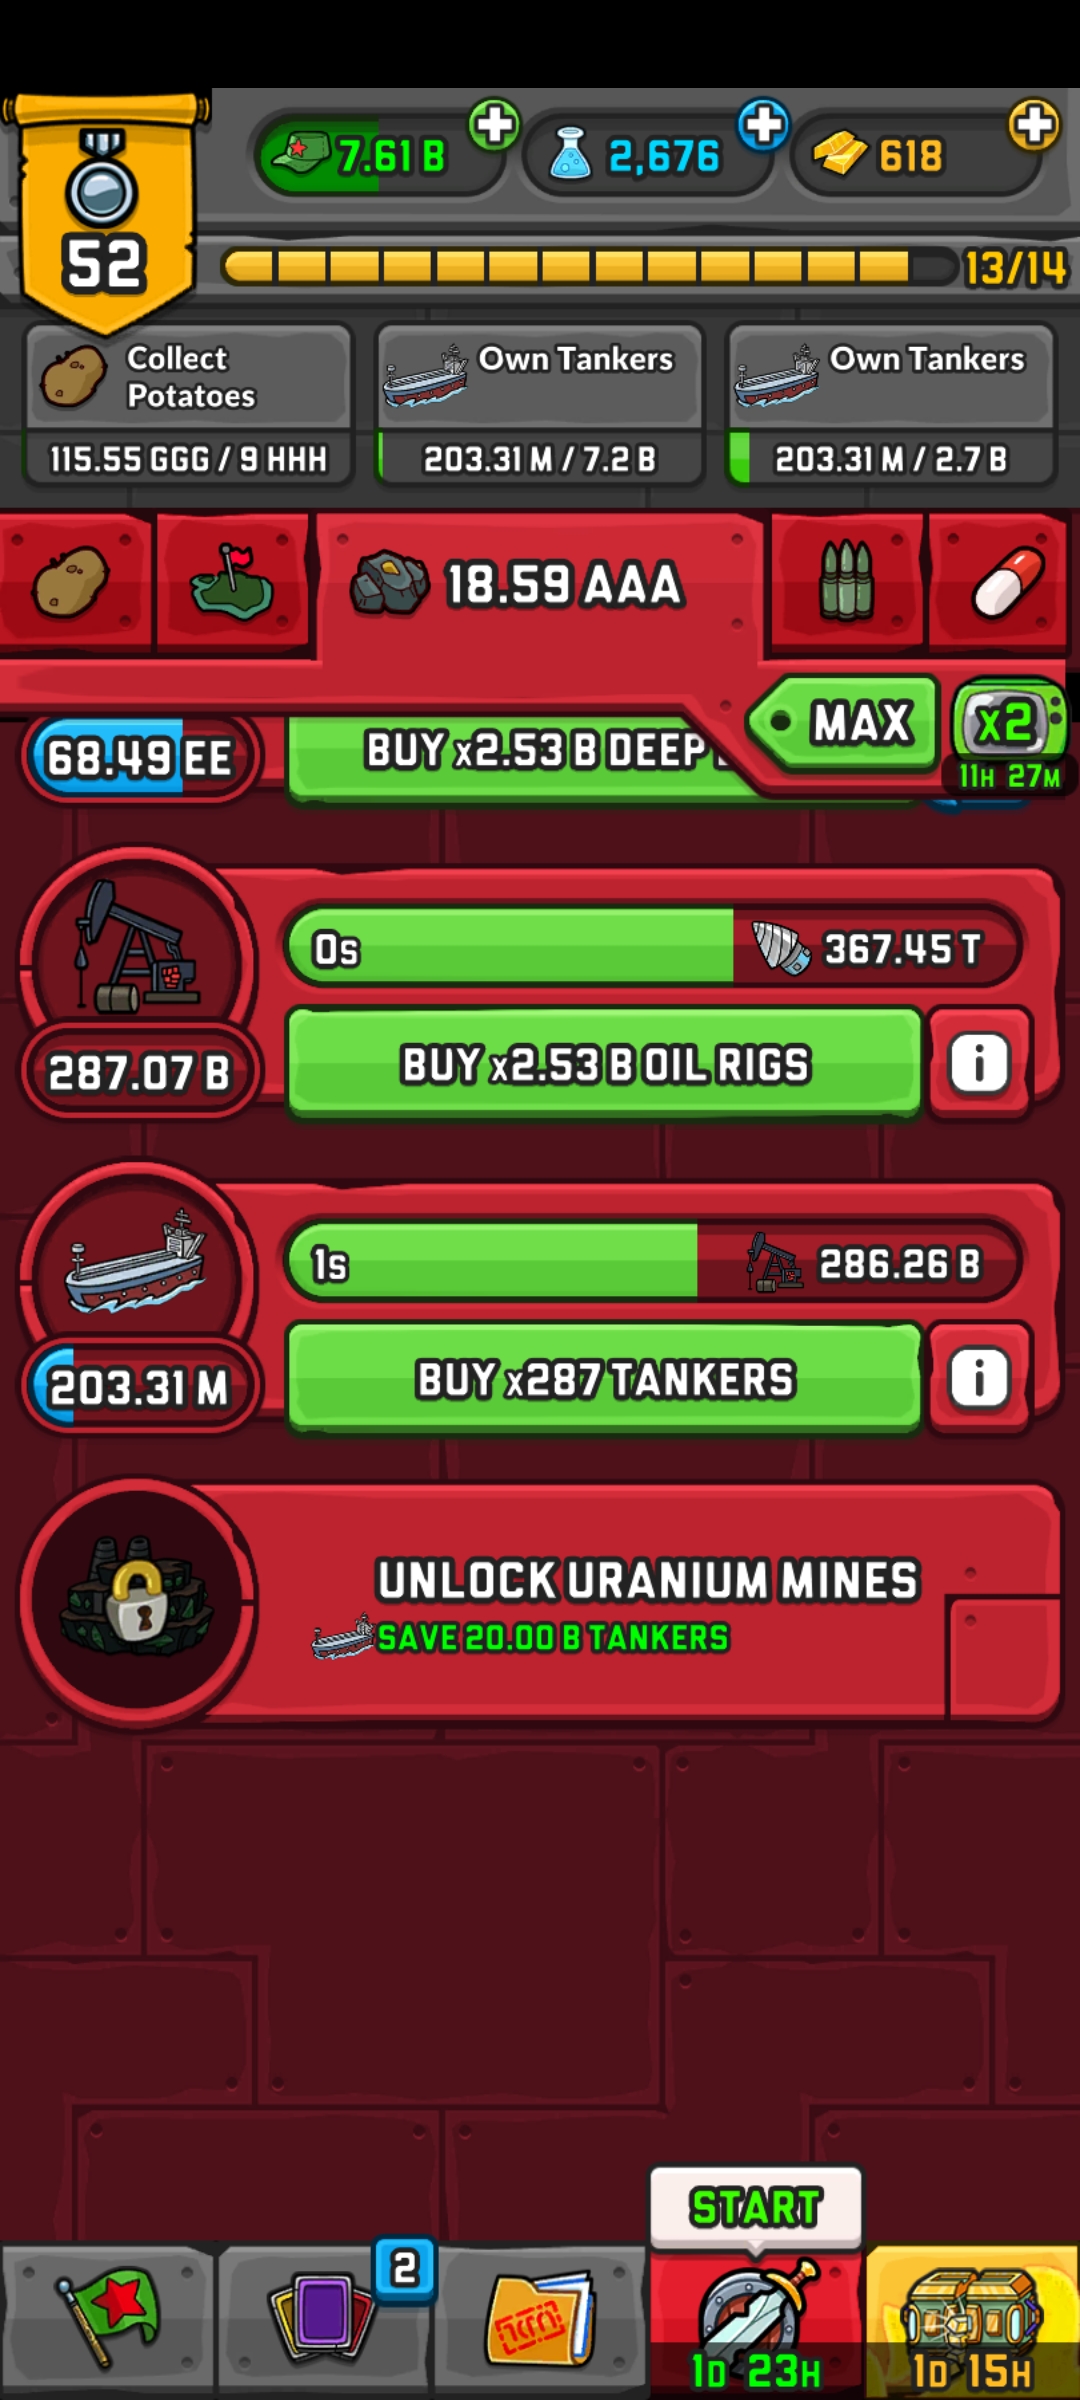 7.61 B
2,676
618
52
13/14
Collect
Potatoes
115.55 GGG / 9 HHH
Own Tankers
203.31 M / 7.2 B
Own Tankers
203.31 M / 2.7 B
18.59 AAA
MAX
x2
11H 27M
68.49 EE
BUY x2.53 B DEEP
0s
367.45 T
287.07 B
BUY x2.53 B OIL RIGS
i
1s
286.26 B
203.31 M
BUY x287 TANKERS
i
UNLOCK URANIUM MINES
SAVE 20.00 B TANKERS
START
2
1D 23H
1D 15H